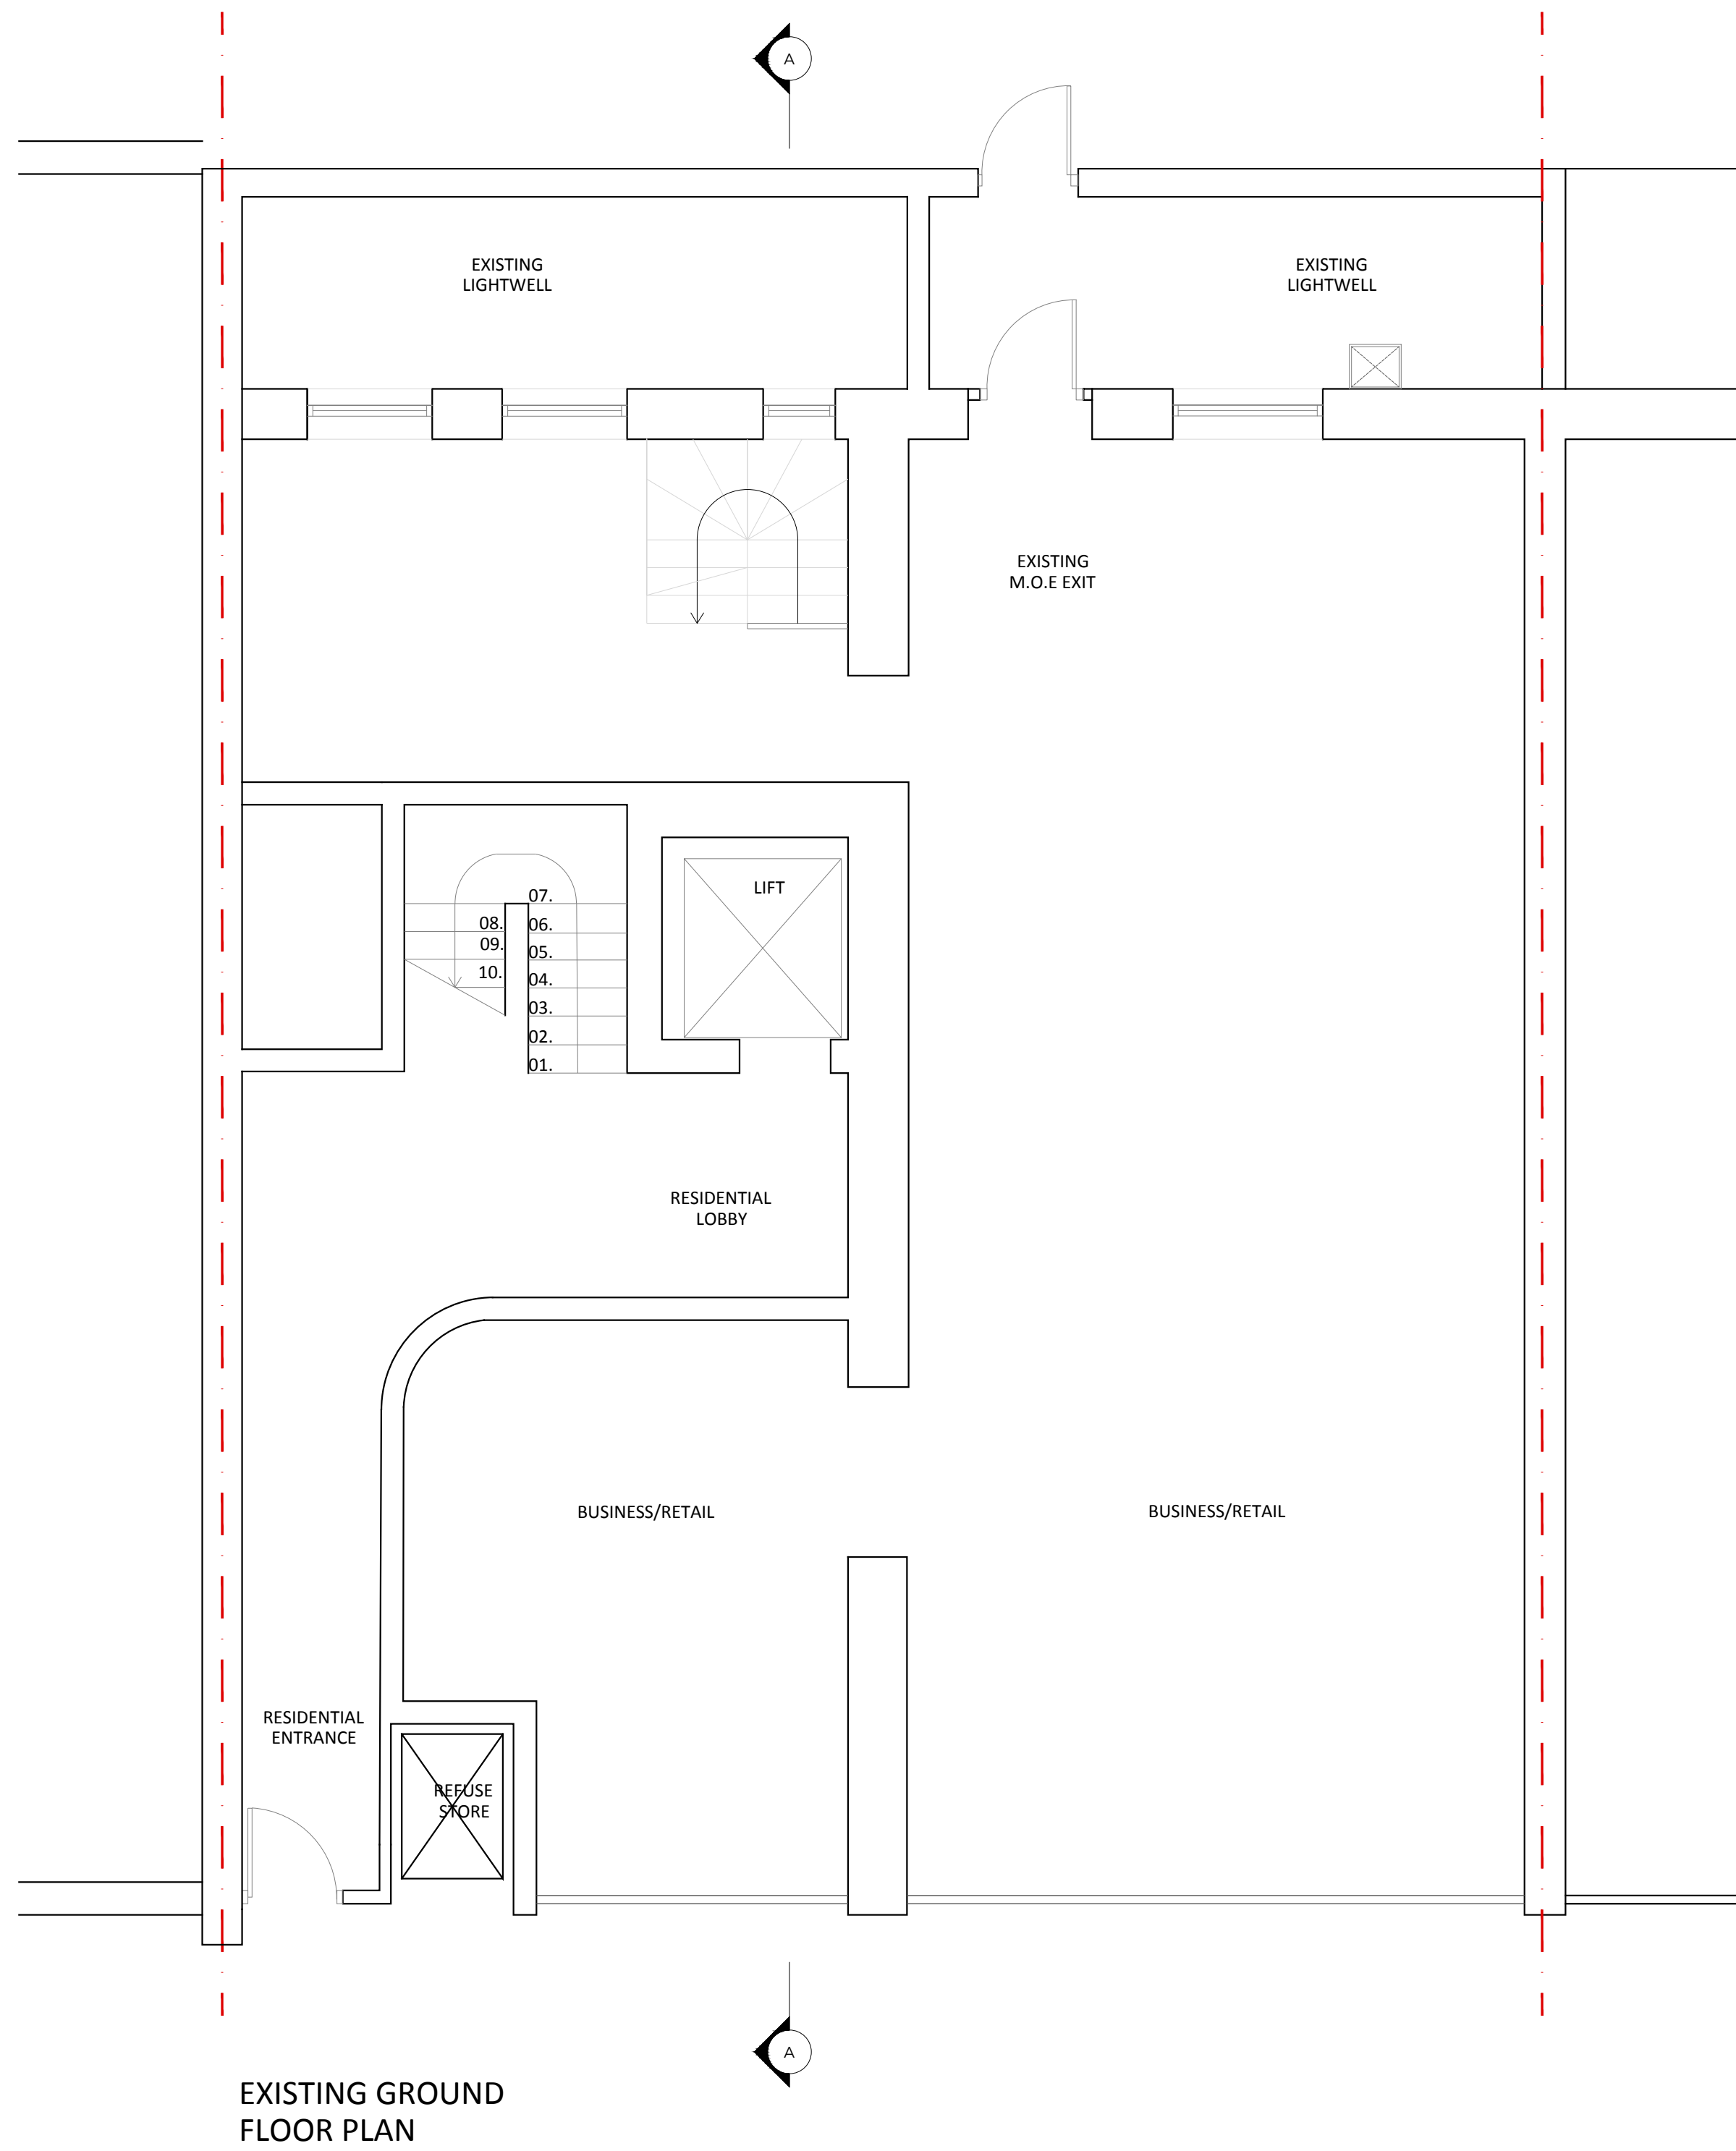 A
EXISTING
LIGHTWELL
EXISTING
LIGHTWELL
EXISTING
M.O.E EXIT
LIFT
07.
08.
06.
09.
05.
10.
04.
03.
02.
01.
RESIDENTIAL
LOBBY
BUSINESS/RETAIL
BUSINESS/RETAIL
RESIDENTIAL
ENTRANCE
REFUSE
STORE
A
EXISTING GROUND
FLOOR PLAN